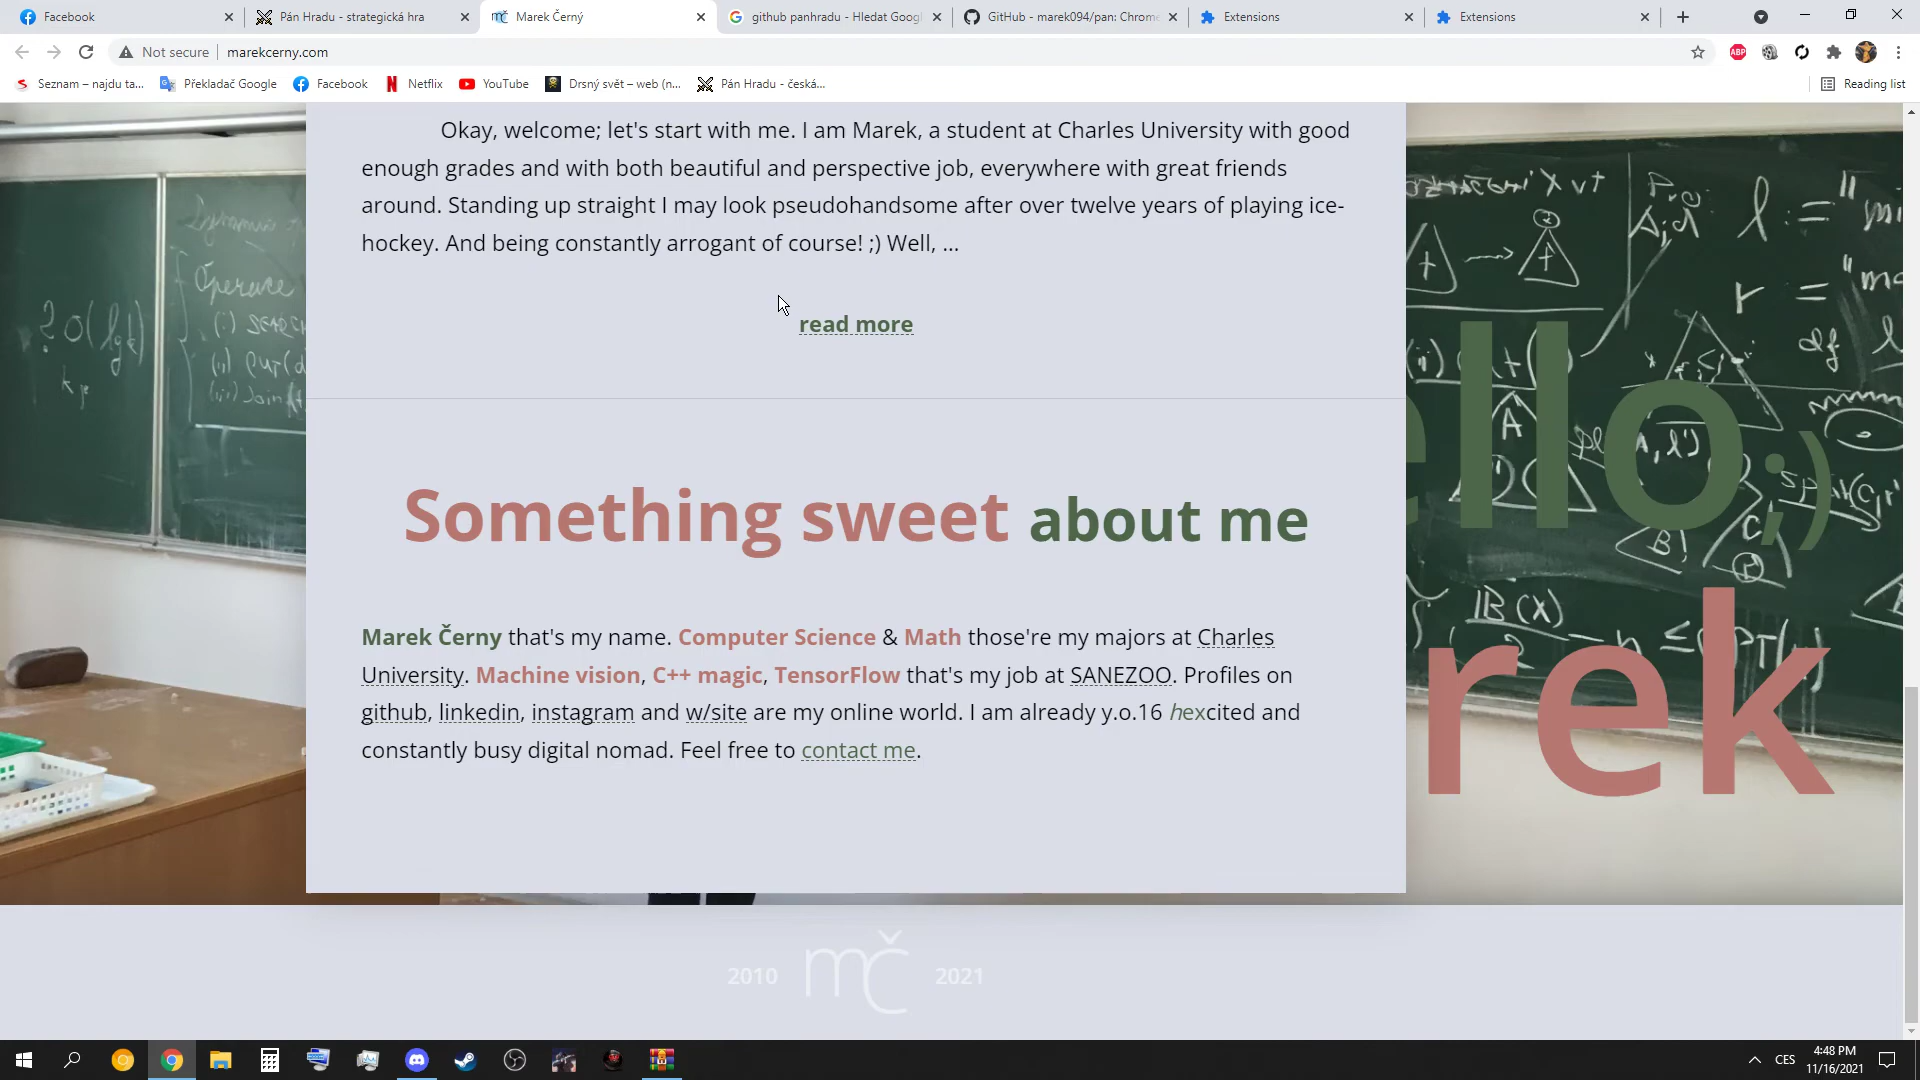 Facebook
Pán Hradu - strategická hra
Marek Černý
github panhradu - Hledat Goog
GitHub - marek094/pan: Chrome
Extensions
Extensions
Not secure
marekcerny.com
ABP
Seznam – najdu ta...
Překladač Google
Facebook
Netflix
YouTube
Drsný svět – web (n...
Pán Hradu - česká...
Reading list
Okay, welcome; let's start with me. I am Marek, a student at Charles University with good
enough grades and with both beautiful and perspective job, everywhere with great friends
around. Standing up straight I may look pseudohandsome after over twelve years of playing ice-
hockey. And being constantly arrogant of course! ;) Well, ...
read more
ello ;)
rek
Something sweet about me
Marek Černý that's my name. Computer Science & Math those're my majors at Charles
University. Machine vision, C++ magic, TensorFlow that's my job at SANEZOO. Profiles on
github, linkedin, instagram and w/site are my online world. I am already y.o.16 hexcited and
constantly busy digital nomad. Feel free to contact me.
2010 mč 2021
CES
4:48 PM
11/16/2021